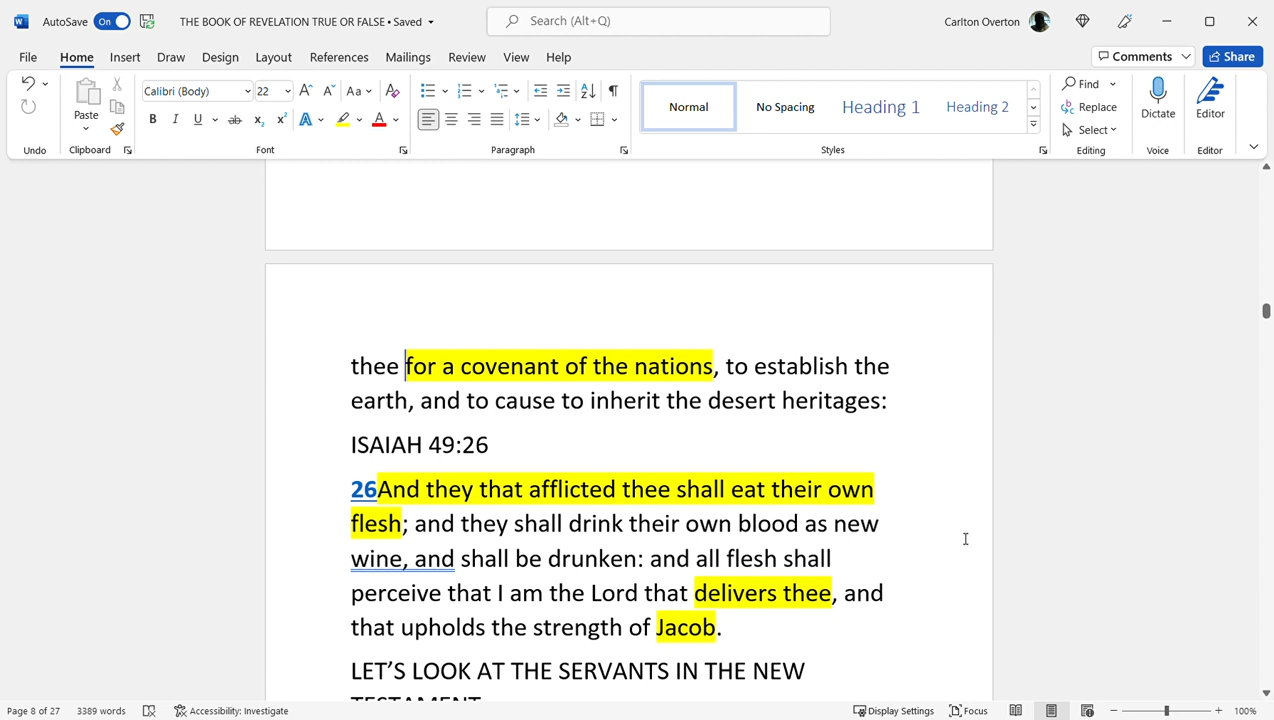 AutoSave On THE BOOK OF REVELATION TRUE OR FALSE • Saved Search (Alt+Q) Carlton Overton
File Home Insert Draw Design Layout References Mailings Review View Help Comments Share
Calibri (Body) 22 Aa Find
Paste Normal No Spacing Heading 1 Heading 2 Replace Dictate Editor
B I U ab x₂ x² A A Select
Undo Clipboard Font Paragraph Styles Editing Voice Editor
thee for a covenant of the nations, to establish the
earth, and to cause to inherit the desert heritages:
ISAIAH 49:26
26And they that afflicted thee shall eat their own
flesh; and they shall drink their own blood as new
wine, and shall be drunken: and all flesh shall
perceive that I am the Lord that delivers thee, and
that upholds the strength of Jacob.
LET’S LOOK AT THE SERVANTS IN THE NEW
TESTAMENT
Page 8 of 27 3389 words Accessibility: Investigate Display Settings Focus 100%